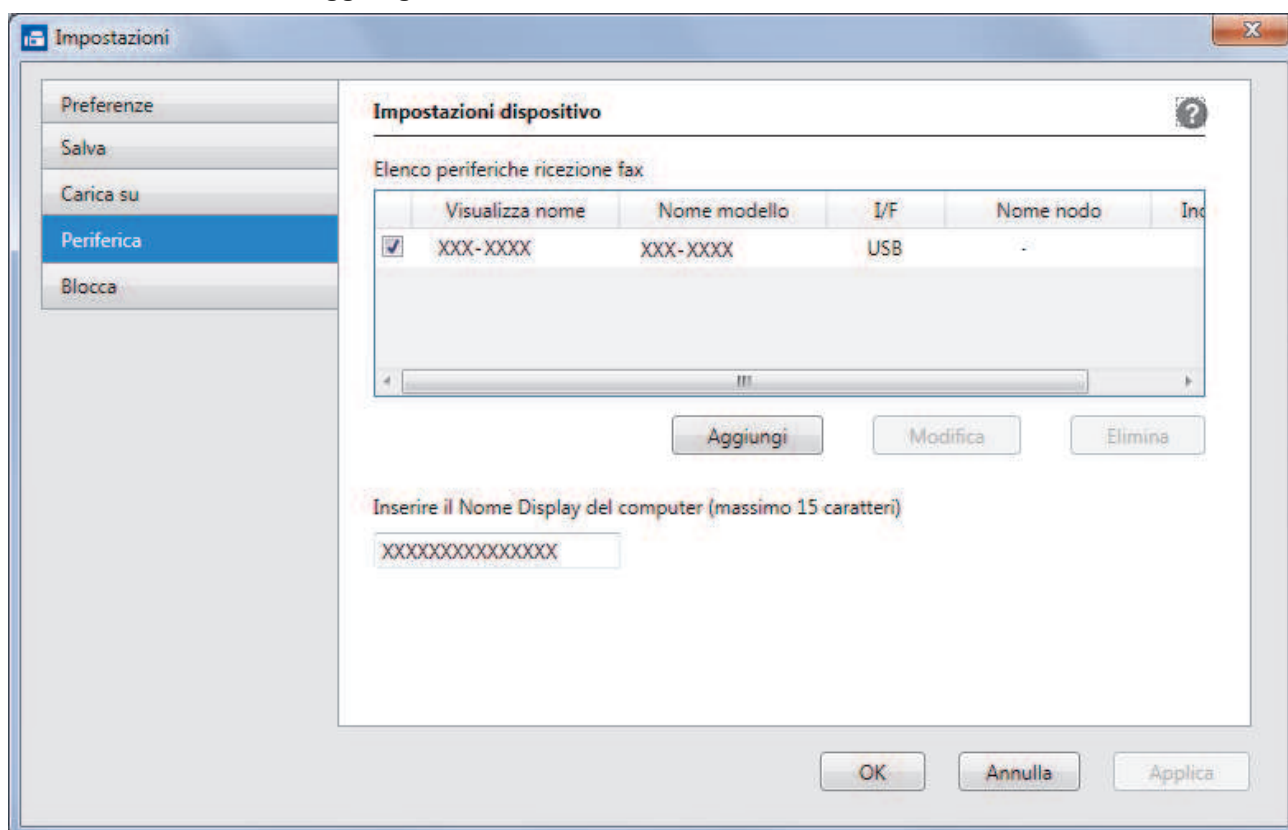 Impostazioni
Preferenze
Salva
Carica su
Periferica
Blocca
Impostazioni dispositivo
Elenco periferiche ricezione fax
Visualizza nome Nome modello I/F Nome nodo Ind
XXX-XXXX XXX-XXXX USB -
Aggiungi Modifica Elimina
Inserire il Nome Display del computer (massimo 15 caratteri)
XXXXXXXXXXXXXXX
OK Annulla Applica